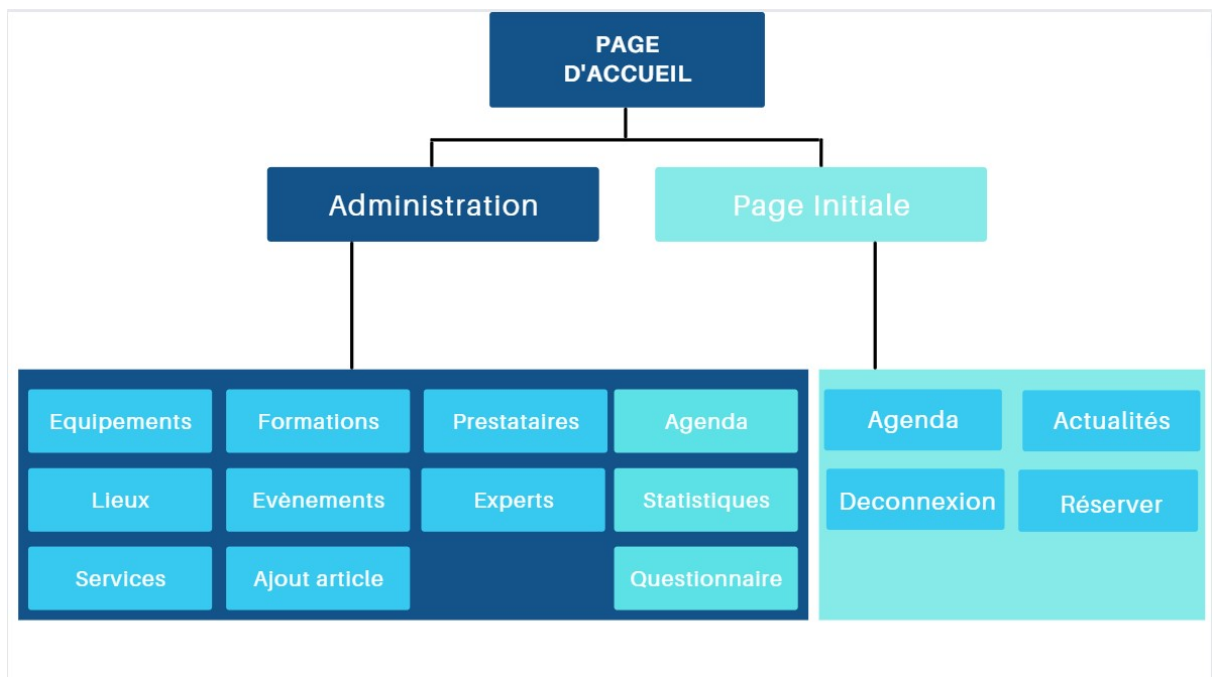 PAGE
D'ACCUEIL
Administration
Page Initiale
Equipements
Formations
Prestataires
Agenda
Lieux
Evènements
Experts
Statistiques
Services
Ajout article
Questionnaire
Agenda
Actualités
Deconnexion
Réserver